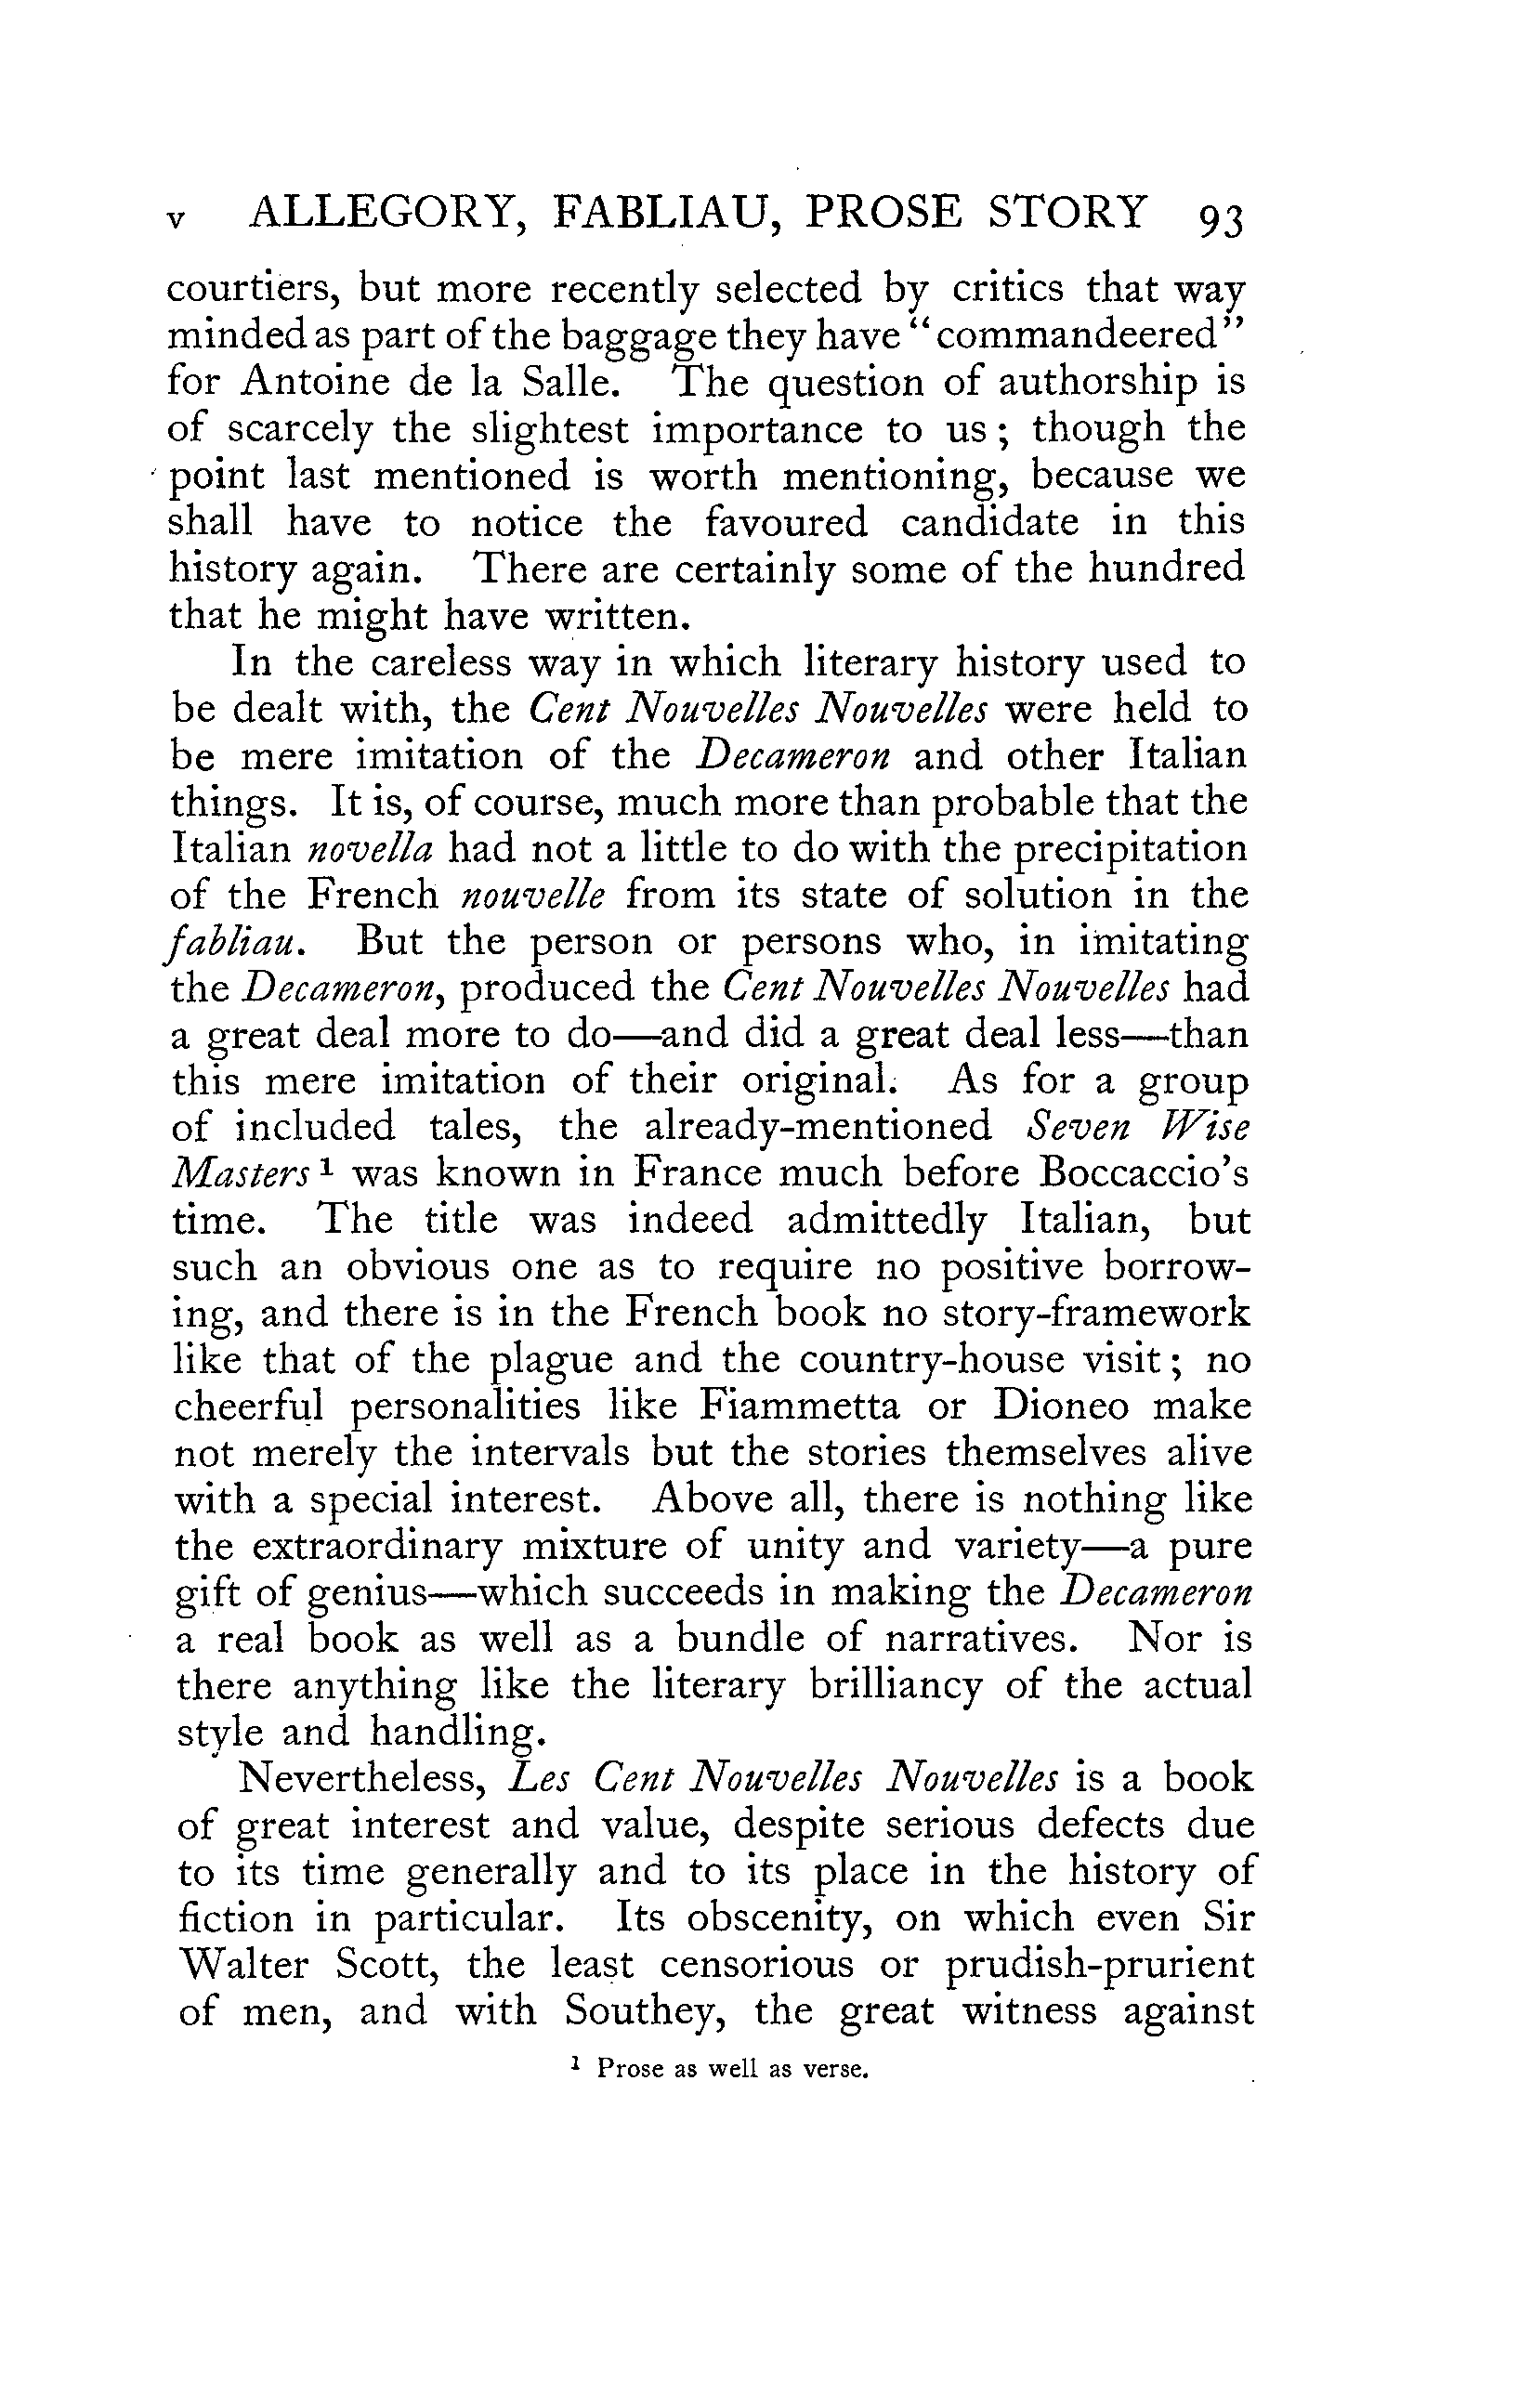 v ALLEGORY, FABLIAU, PROSE STORY 93
courtiers, but more recently selected by critics that way
minded as part of the baggage they have “commandeered”
for Antoine de la Salle. The question of authorship is
of scarcely the slightest importance to us; though the
point last mentioned is worth mentioning, because we
shall have to notice the favoured candidate in this
history again. There are certainly some of the hundred
that he might have written.
In the careless way in which literary history used to
be dealt with, the Cent Nouvelles Nouvelles were held to
be mere imitation of the Decameron and other Italian
things. It is, of course, much more than probable that the
Italian novella had not a little to do with the precipitation
of the French nouvelle from its state of solution in the
fabliau. But the person or persons who, in imitating
the Decameron, produced the Cent Nouvelles Nouvelles had
a great deal more to do—and did a great deal less—than
this mere imitation of their original. As for a group
of included tales, the already-mentioned Seven Wise
Masters ¹ was known in France much before Boccaccio’s
time. The title was indeed admittedly Italian, but
such an obvious one as to require no positive borrow-
ing, and there is in the French book no story-framework
like that of the plague and the country-house visit; no
cheerful personalities like Fiammetta or Dioneo make
not merely the intervals but the stories themselves alive
with a special interest. Above all, there is nothing like
the extraordinary mixture of unity and variety—a pure
gift of genius—which succeeds in making the Decameron
a real book as well as a bundle of narratives. Nor is
there anything like the literary brilliancy of the actual
style and handling.
Nevertheless, Les Cent Nouvelles Nouvelles is a book
of great interest and value, despite serious defects due
to its time generally and to its place in the history of
fiction in particular. Its obscenity, on which even Sir
Walter Scott, the least censorious or prudish-prurient
of men, and with Southey, the great witness against
¹ Prose as well as verse.